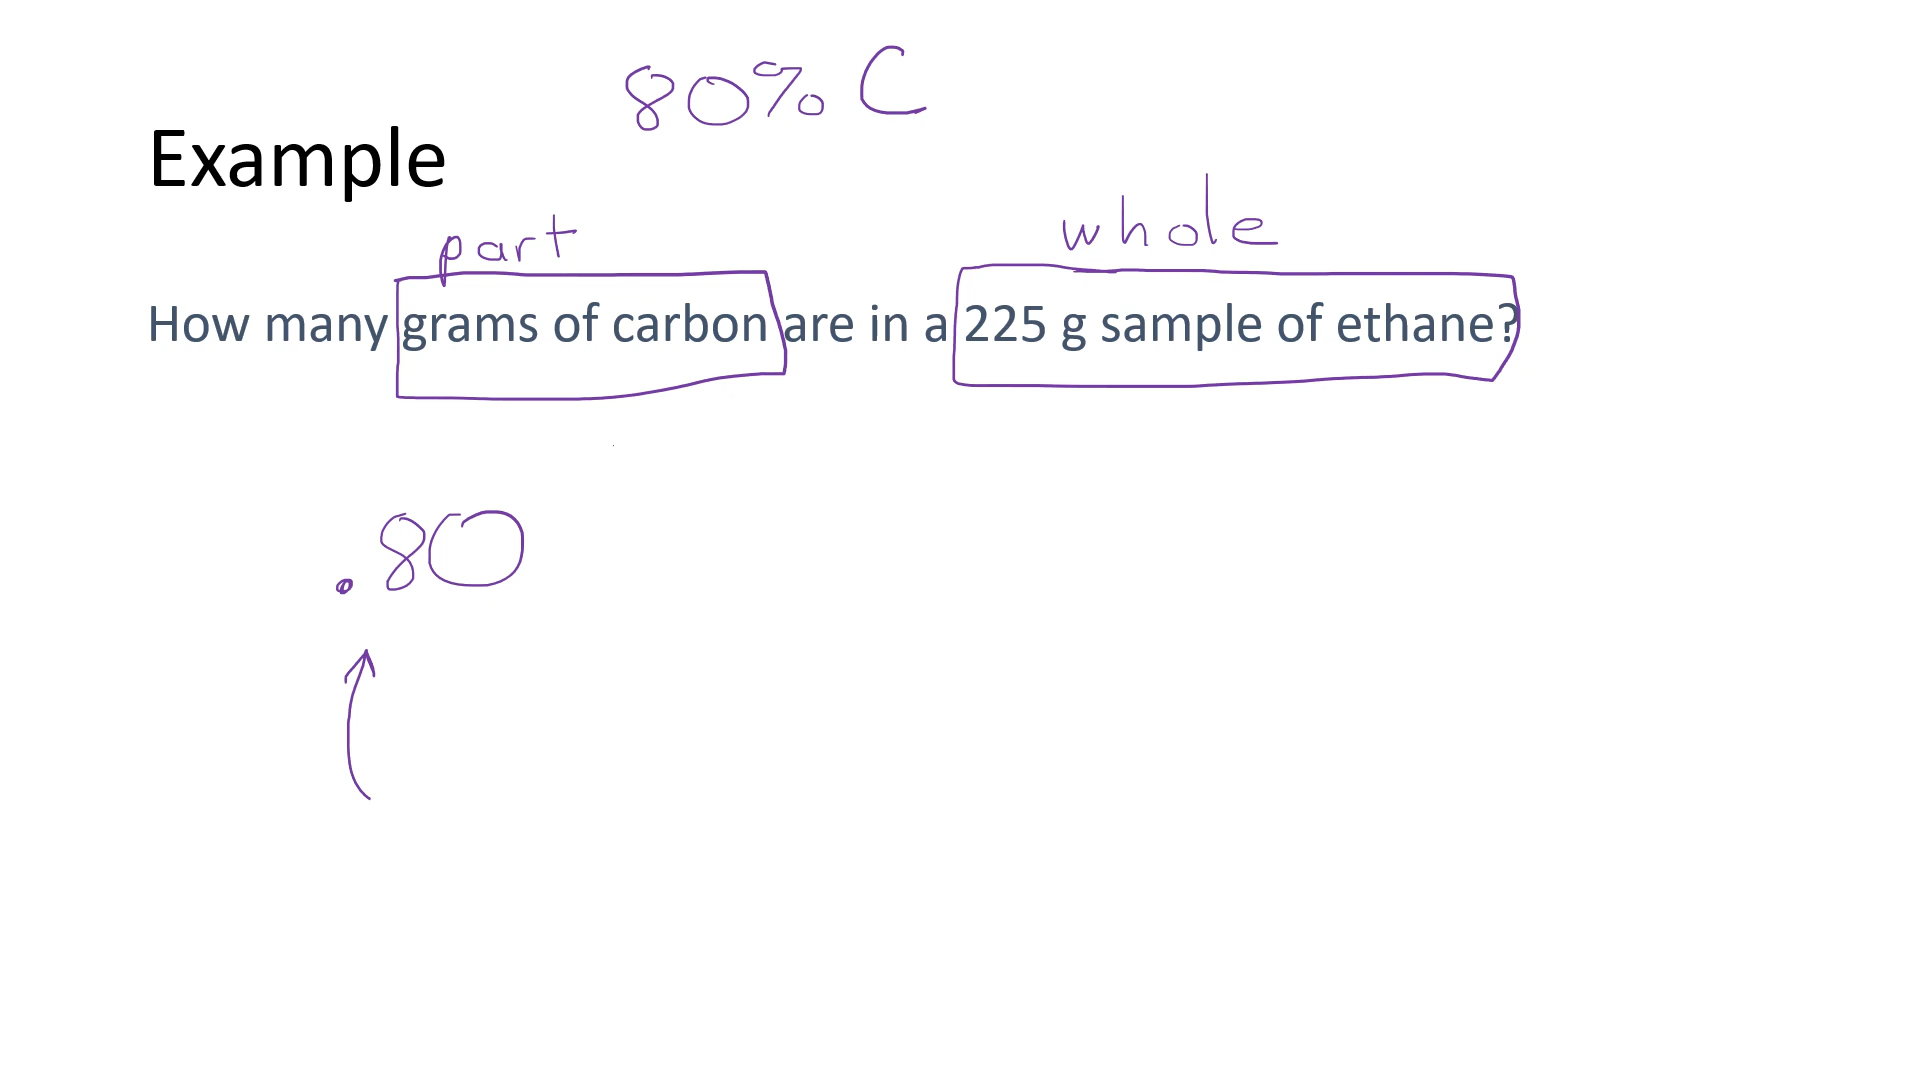 80% C
Example
part whole
How many grams of carbon are in a 225 g sample of ethane?
.80